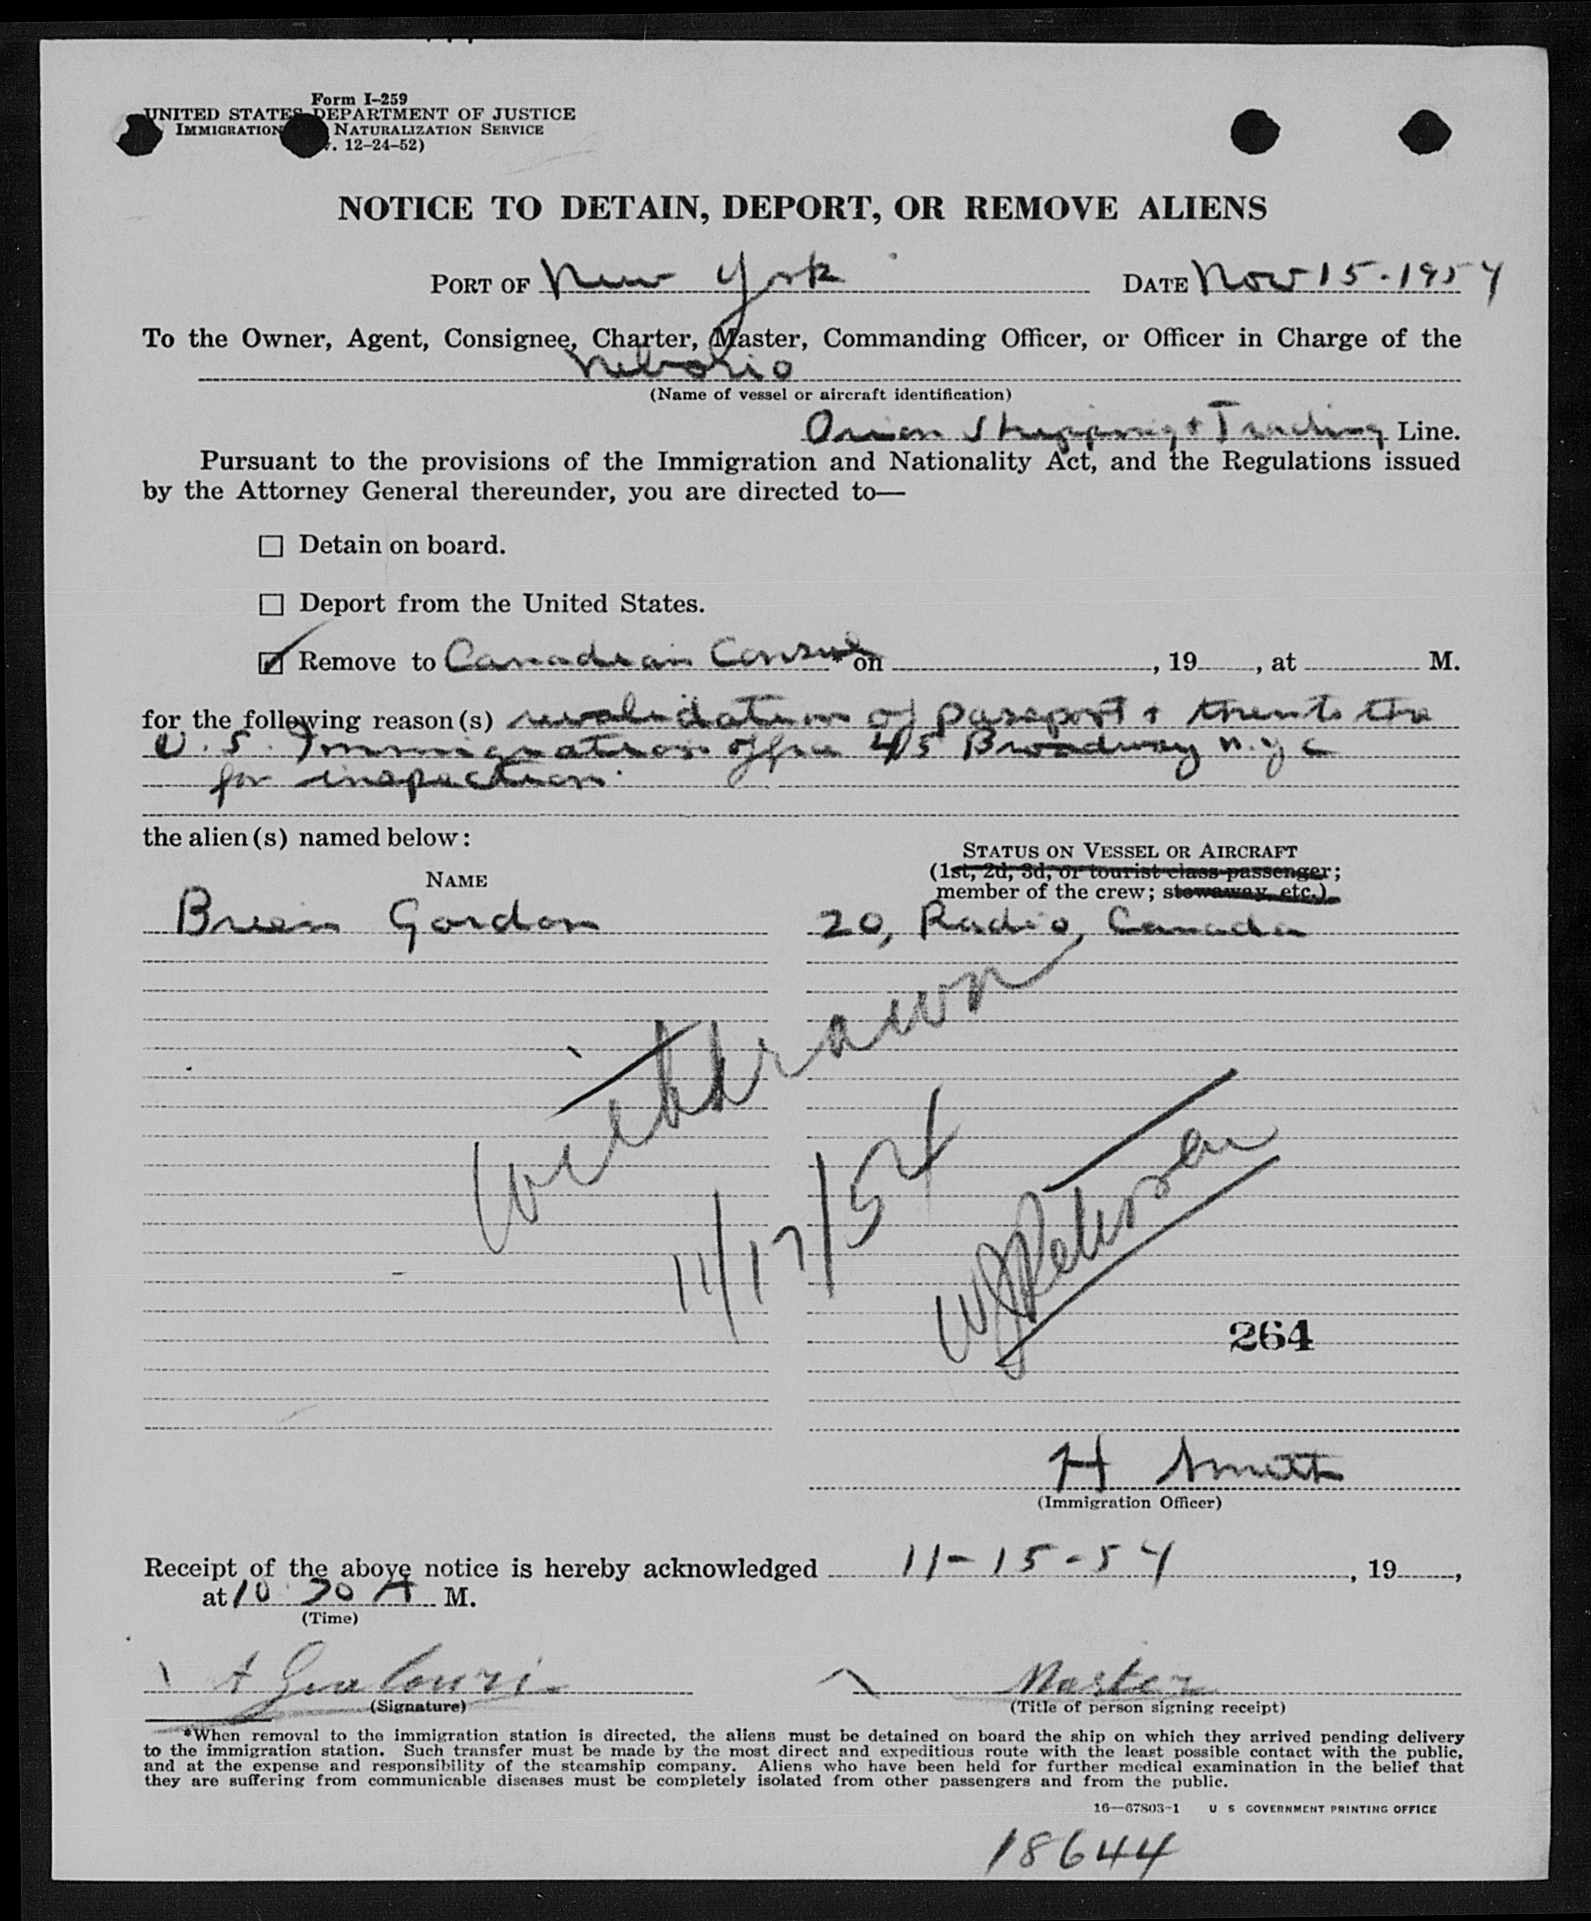 Form I-259
UNITED STATES DEPARTMENT OF JUSTICE
IMMIGRATION NATURALIZATION SERVICE
. 12-24-52)
NOTICE TO DETAIN, DEPORT, OR REMOVE ALIENS
PORT OF New York DATE Nov 15-1954
To the Owner, Agent, Consignee, Charter, Master, Commanding Officer, or Officer in Charge of the
(Name of vessel or aircraft identification)
Orion Shipping + Trading Line.
Pursuant to the provisions of the Immigration and Nationality Act, and the Regulations issued
by the Attorney General thereunder, you are directed to—
Detain on board.
Deport from the United States.
Remove to Canadian Consul * on , 19 , at M.
for the following reason(s) revalidation of passport + then to the
U.S. Immigration office 45 Broadway N.Y.C
for inspection.
the alien(s) named below:
STATUS ON VESSEL OR AIRCRAFT
(1st, 2d, 3d, or tourist class passenger;
NAME
member of the crew; stowaway, etc.)
Brien Gordon 20, Radio, Canada
Withdrawn
11/17/54
WJ Peterson
264
H Smith
(Immigration Officer)
Receipt of the above notice is hereby acknowledged 11-15-54, 19 ,
at 10 30 A M.
(Time)
Master
(Signature) (Title of person signing receipt)
*When removal to the immigration station is directed, the aliens must be detained on board the ship on which they arrived pending delivery
to the immigration station. Such transfer must be made by the most direct and expeditious route with the least possible contact with the public,
and at the expense and responsibility of the steamship company. Aliens who have been held for further medical examination in the belief that
they are suffering from communicable diseases must be completely isolated from other passengers and from the public.
16—67803-1 U S GOVERNMENT PRINTING OFFICE
18644